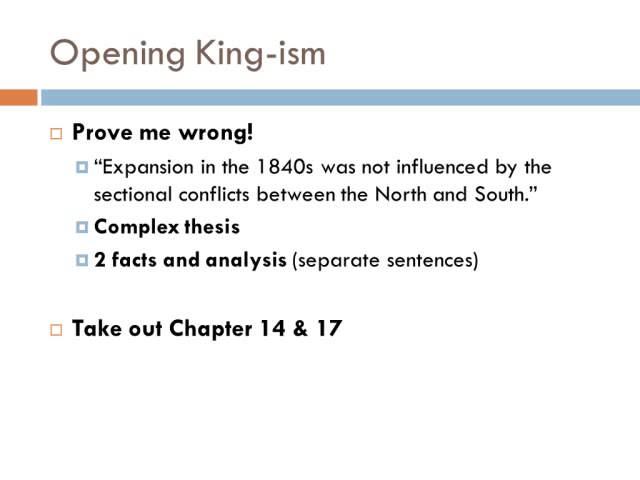 Opening King-ism
Prove me wrong!
“Expansion in the 1840s was not influenced by the
sectional conflicts between the North and South.”
Complex thesis
2 facts and analysis (separate sentences)
Take out Chapter 14 & 17